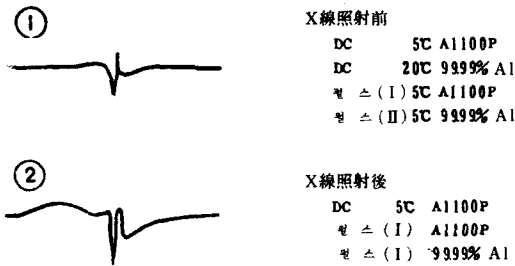 ①
X線照射前
DC 5℃ A1100P
DC 20℃ 99.99% Al
펄스(I) 5℃ A1100P
펄스(II) 5℃ 99.99% Al
②
X線照射後
DC 5℃ A1100P
펄스(I) A1100P
펄스(I) 99.99% Al